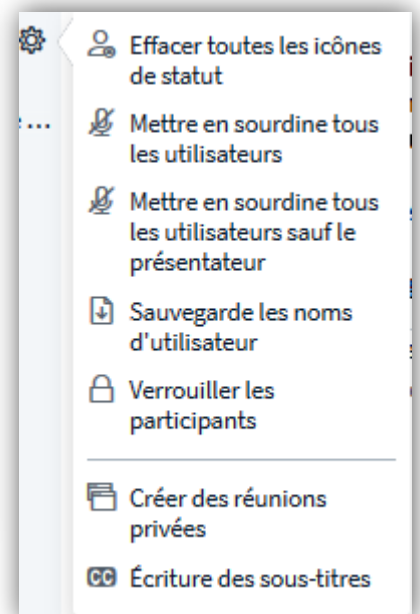 Effacer toutes les icônes
de statut
Mettre en sourdine tous
les utilisateurs
Mettre en sourdine tous
les utilisateurs sauf le
présentateur
Sauvegarde les noms
d'utilisateur
Verrouiller les
participants
Créer des réunions
privées
CC Écriture des sous-titres